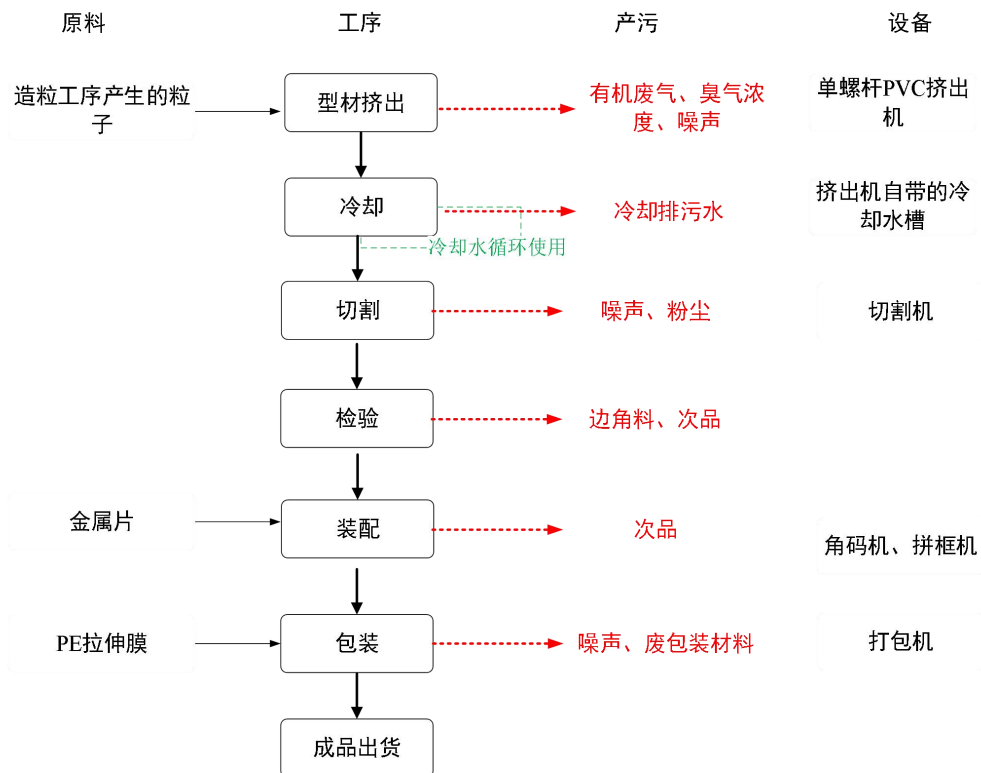 原料 工序 产污 设备
造粒工序产生的粒
子
型材挤出
有机废气、臭气浓
度、噪声
单螺杆PVC挤出
机
冷却
冷却排污水
挤出机自带的冷
却水槽
冷却水循环使用
切割
噪声、粉尘
切割机
检验
边角料、次品
金属片
装配
次品
角码机、拼框机
PE拉伸膜
包装
噪声、废包装材料
打包机
成品出货